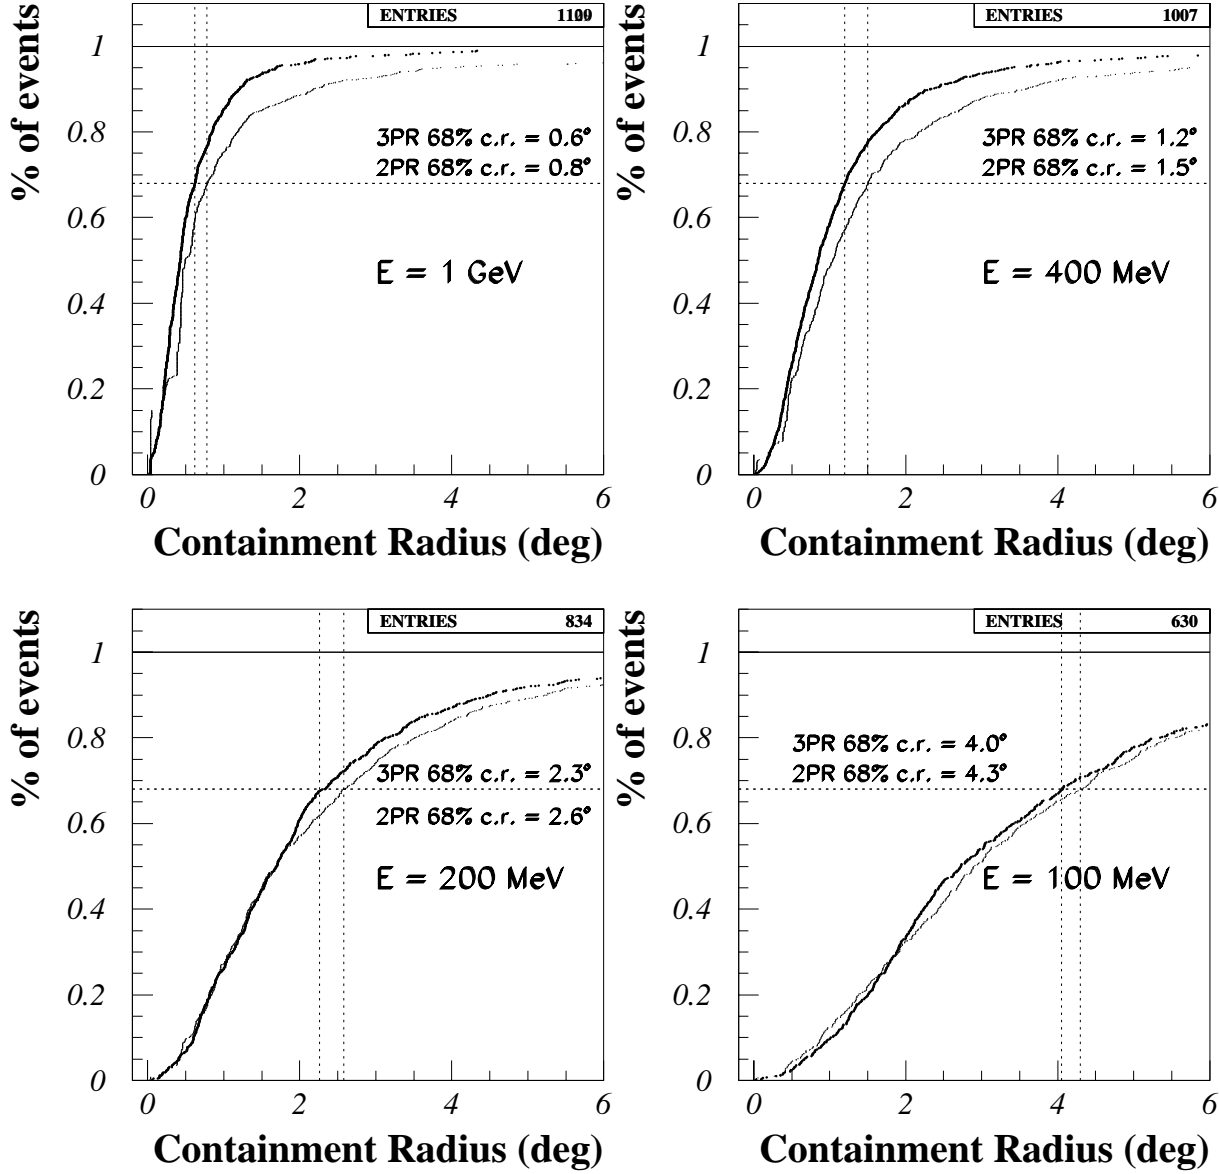 ENTRIES
% of events
1
0.8
0.6
0.4
0.2
0
3PR 68% c.r. = 0.6°
2PR 68% c.r. = 0.8°
E = 1 GeV
0 2 4 6
Containment Radius (deg)
ENTRIES 1007
% of events
1
0.8
0.6
0.4
0.2
0
3PR 68% c.r. = 1.2°
2PR 68% c.r. = 1.5°
E = 400 MeV
0 2 4 6
Containment Radius (deg)
ENTRIES 834
% of events
1
0.8
0.6
0.4
0.2
0
3PR 68% c.r. = 2.3°
2PR 68% c.r. = 2.6°
E = 200 MeV
0 2 4 6
Containment Radius (deg)
ENTRIES 630
% of events
1
0.8
0.6
0.4
0.2
0
3PR 68% c.r. = 4.0°
2PR 68% c.r. = 4.3°
E = 100 MeV
0 2 4 6
Containment Radius (deg)